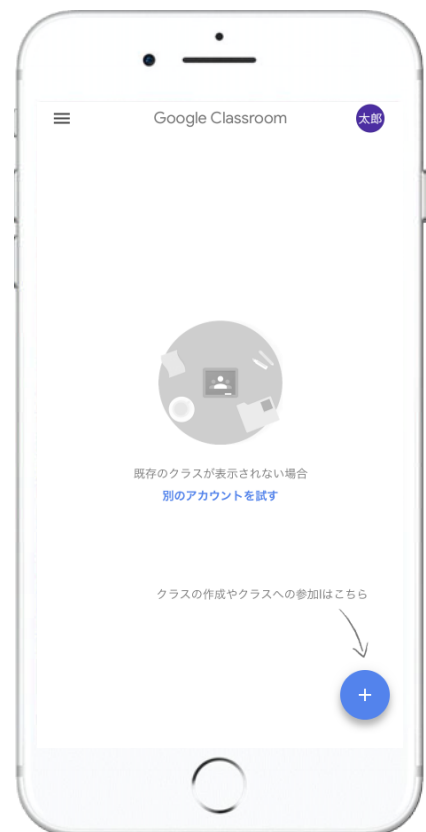 Google Classroom
太郎
既存のクラスが表示されない場合
別のアカウントを試す
クラスの作成やクラスへの参加はこちら